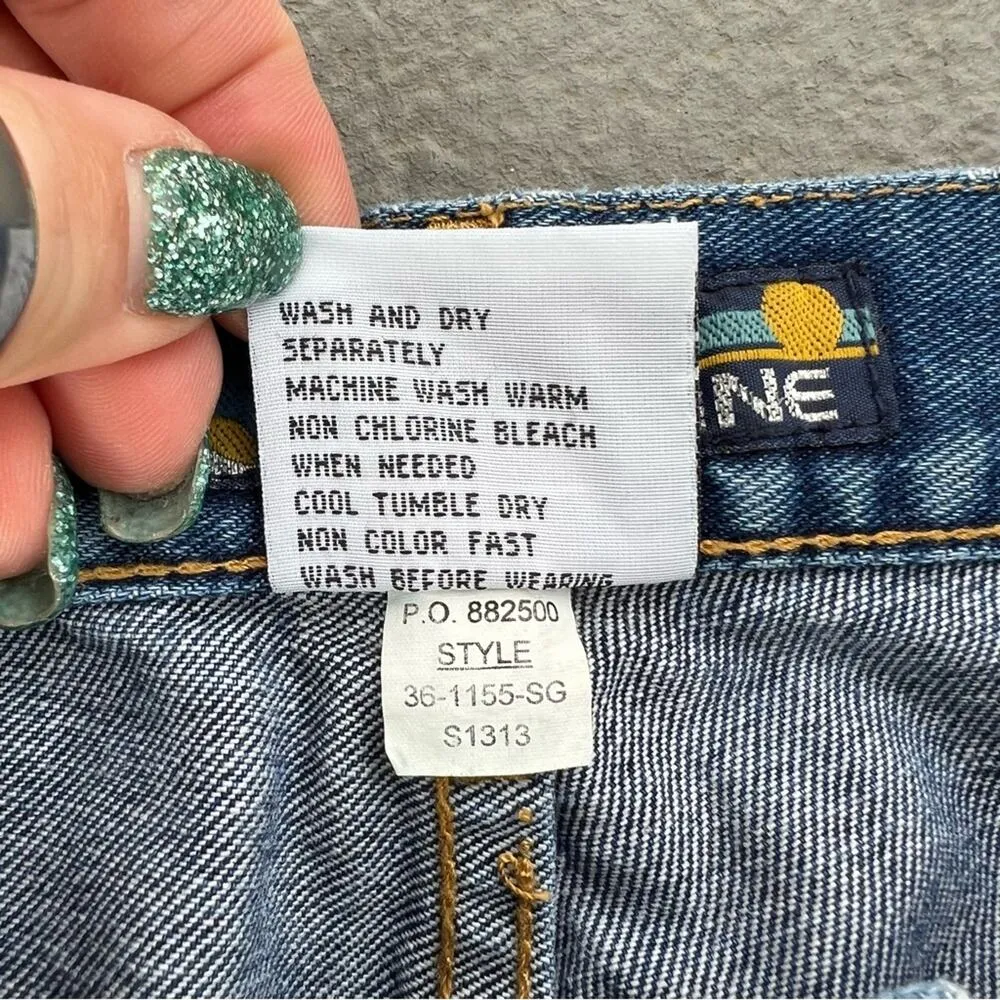 WASH AND DRY
SEPARATELY
MACHINE WASH WARM
NON CHLORINE BLEACH
WHEN NEEDED
COOL TUMBLE DRY
NON COLOR FAST
WASH BEFORE WEARING
P.O. 882500
STYLE
36-1155-SG
S1313